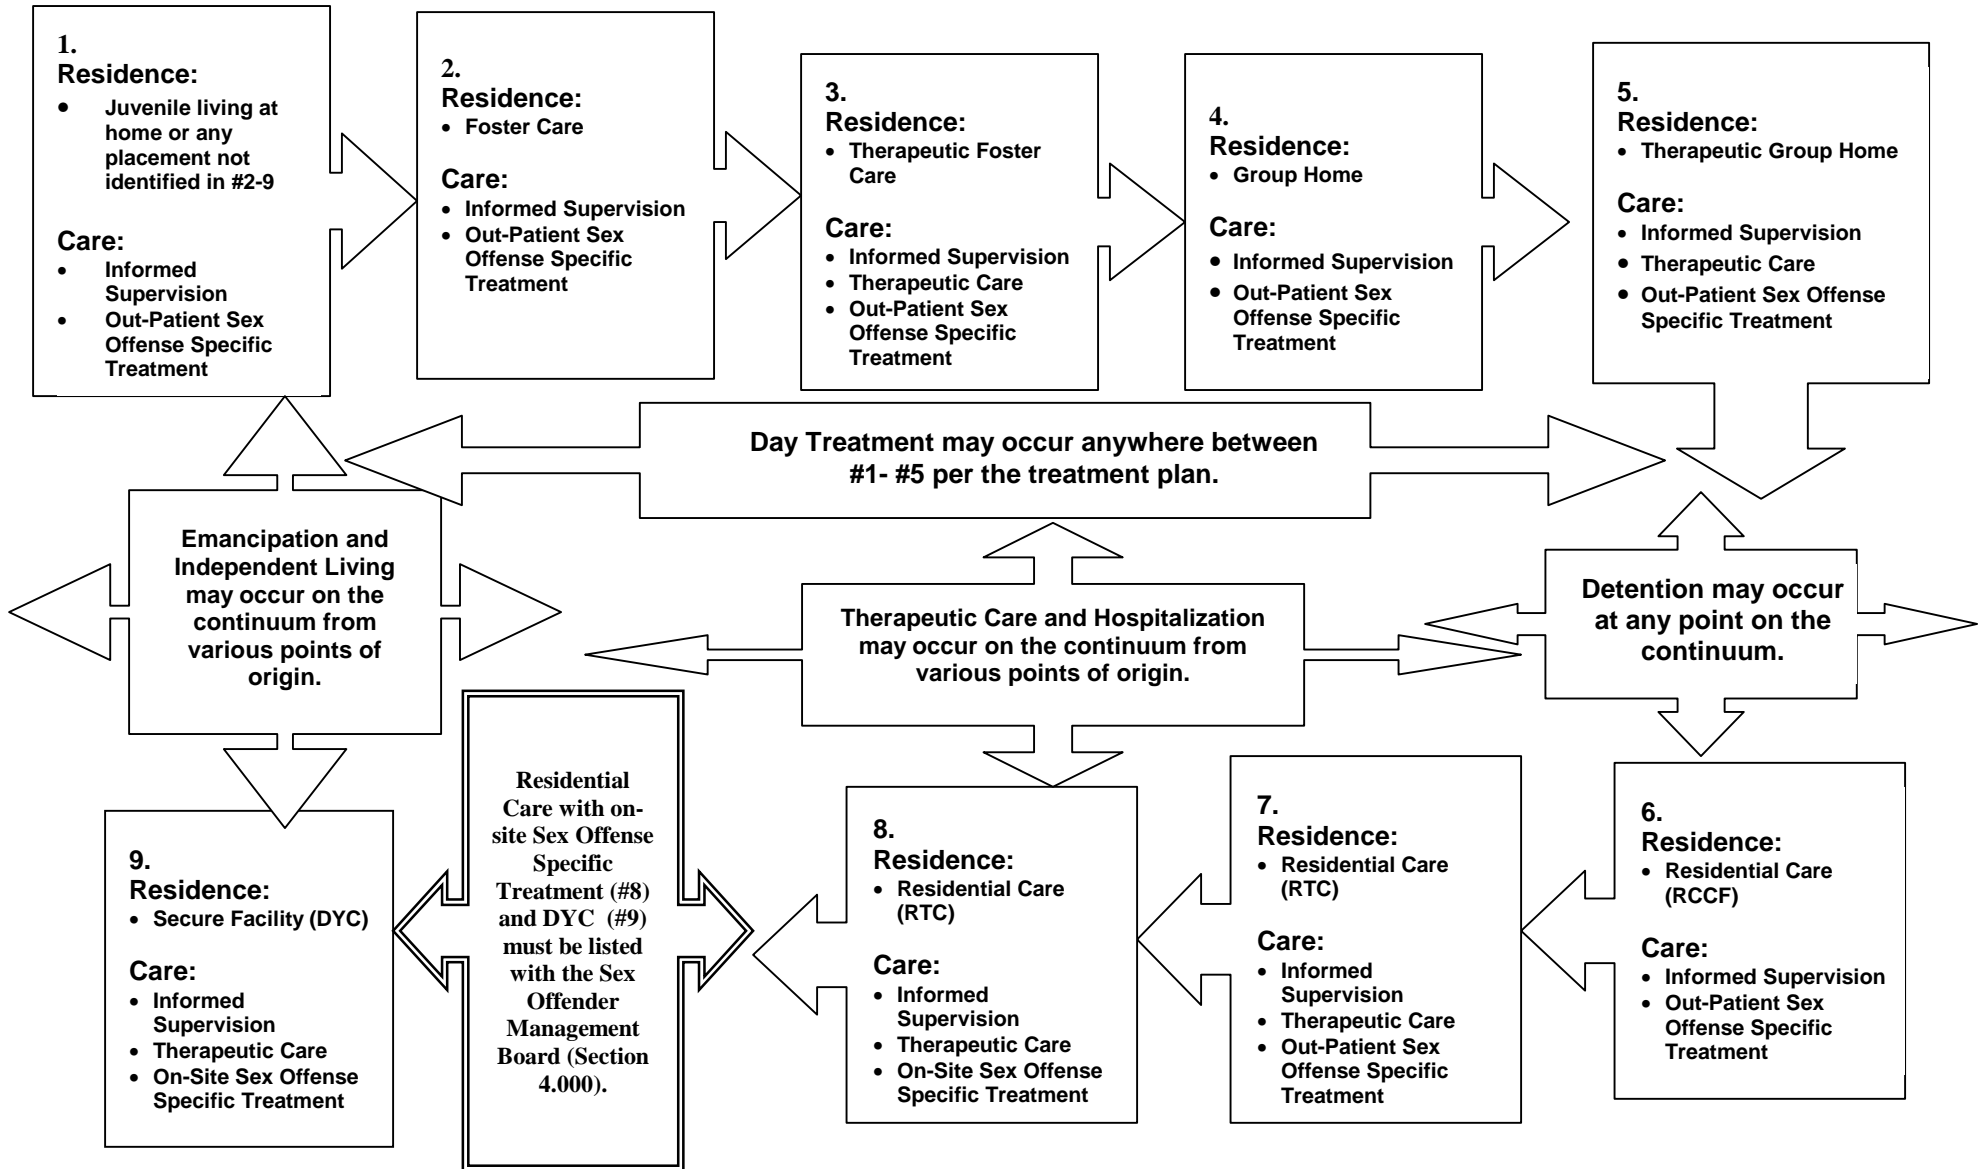 1.
Residence:
• Juvenile living at
home or any
placement not
identified in #2-9
Care:
• Informed
Supervision
• Out-Patient Sex
Offense Specific
Treatment
2.
Residence:
• Foster Care
Care:
• Informed Supervision
• Out-Patient Sex
Offense Specific
Treatment
3.
Residence:
• Therapeutic Foster
Care
Care:
• Informed Supervision
• Therapeutic Care
• Out-Patient Sex
Offense Specific
Treatment
4.
Residence:
• Group Home
Care:
• Informed Supervision
• Out-Patient Sex
Offense Specific
Treatment
5.
Residence:
• Therapeutic Group Home
Care:
• Informed Supervision
• Therapeutic Care
• Out-Patient Sex Offense
Specific Treatment
Day Treatment may occur anywhere between
#1- #5 per the treatment plan.
Emancipation and
Independent Living
may occur on the
continuum from
various points of
origin.
Therapeutic Care and Hospitalization
may occur on the continuum from
various points of origin.
Detention may occur
at any point on the
continuum.
9.
Residence:
• Secure Facility (DYC)
Care:
• Informed
Supervision
• Therapeutic Care
• On-Site Sex Offense
Specific Treatment
Residential
Care with on-
site Sex Offense
Specific
Treatment (#8)
and DYC (#9)
must be listed
with the Sex
Offender
Management
Board (Section
4.000).
8.
Residence:
• Residential Care
(RTC)
Care:
• Informed
Supervision
• Therapeutic Care
• On-Site Sex Offense
Specific Treatment
7.
Residence:
• Residential Care
(RTC)
Care:
• Informed
Supervision
• Therapeutic Care
• Out-Patient Sex
Offense Specific
Treatment
6.
Residence:
• Residential Care
(RCCF)
Care:
• Informed Supervision
• Out-Patient Sex
Offense Specific
Treatment